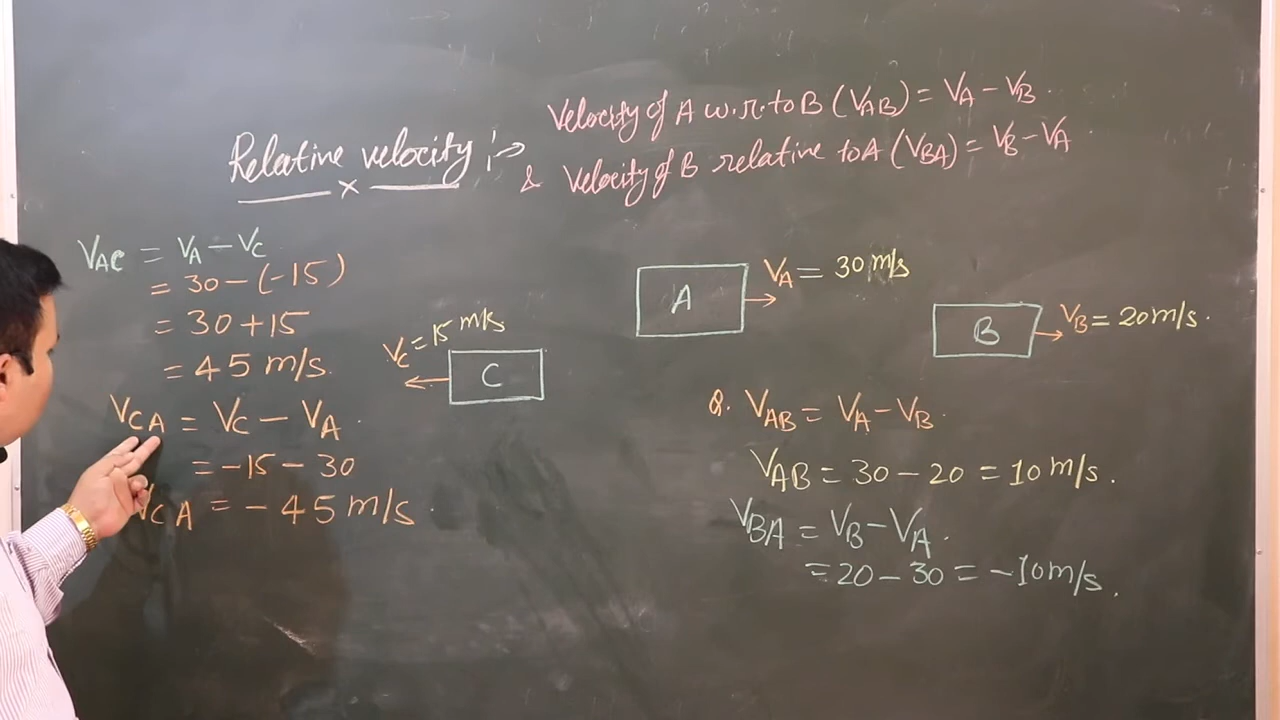 Relative velocity :→ Velocity of A w.r.to B (VAB) = VA – VB.
& Velocity of B relative to A (VBA) = VB – VA
VAC = VA – VC
= 30 – (-15)
= 30 + 15
= 45 m/s.
VCA = VC – VA.
= -15 – 30
VCA = – 45 m/s.
VC = 15 m/s
C
A
VA = 30 m/s
B
VB = 20 m/s.
Q. VAB = VA – VB.
VAB = 30 – 20 = 10 m/s.
VBA = VB – VA.
= 20 – 30 = –10 m/s.